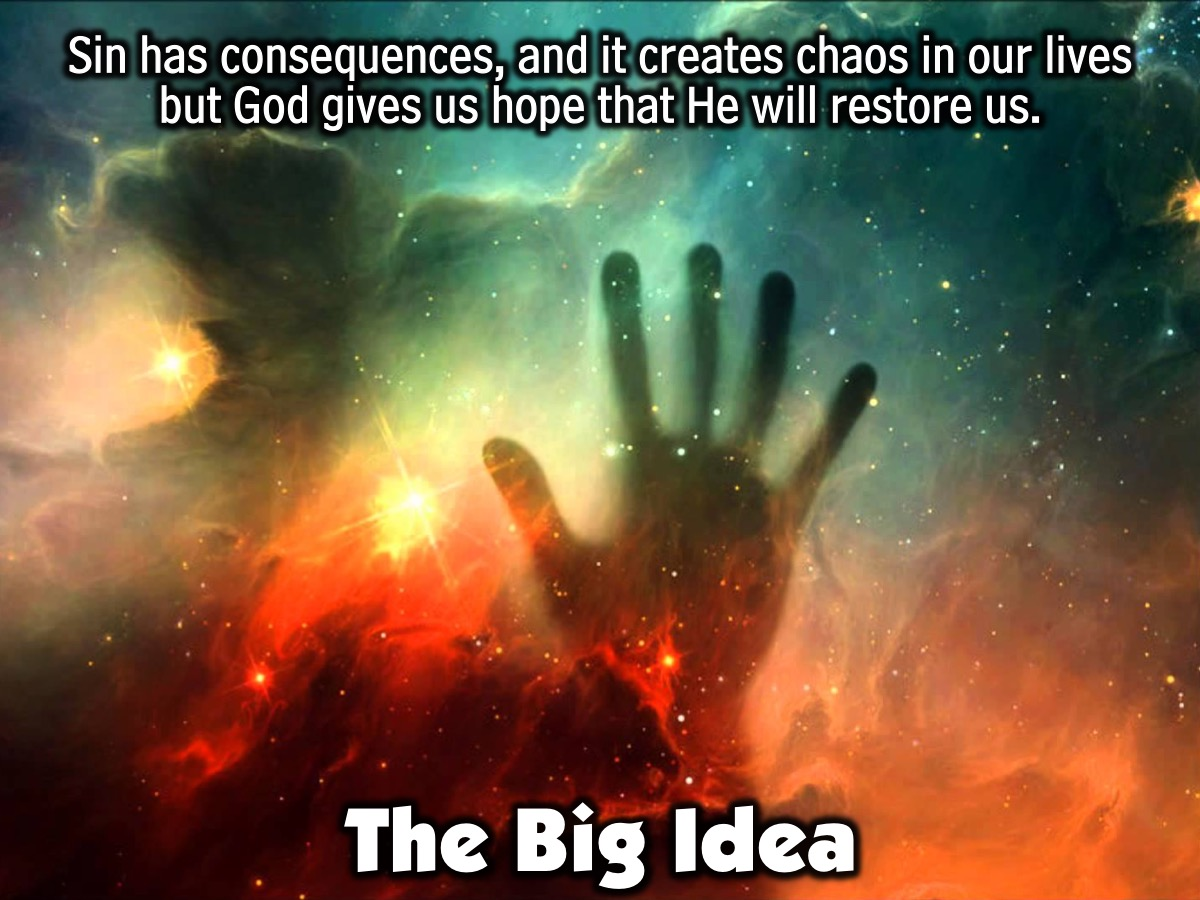 Sin has consequences, and it creates chaos in our lives
but God gives us hope that He will restore us.
The Big Idea